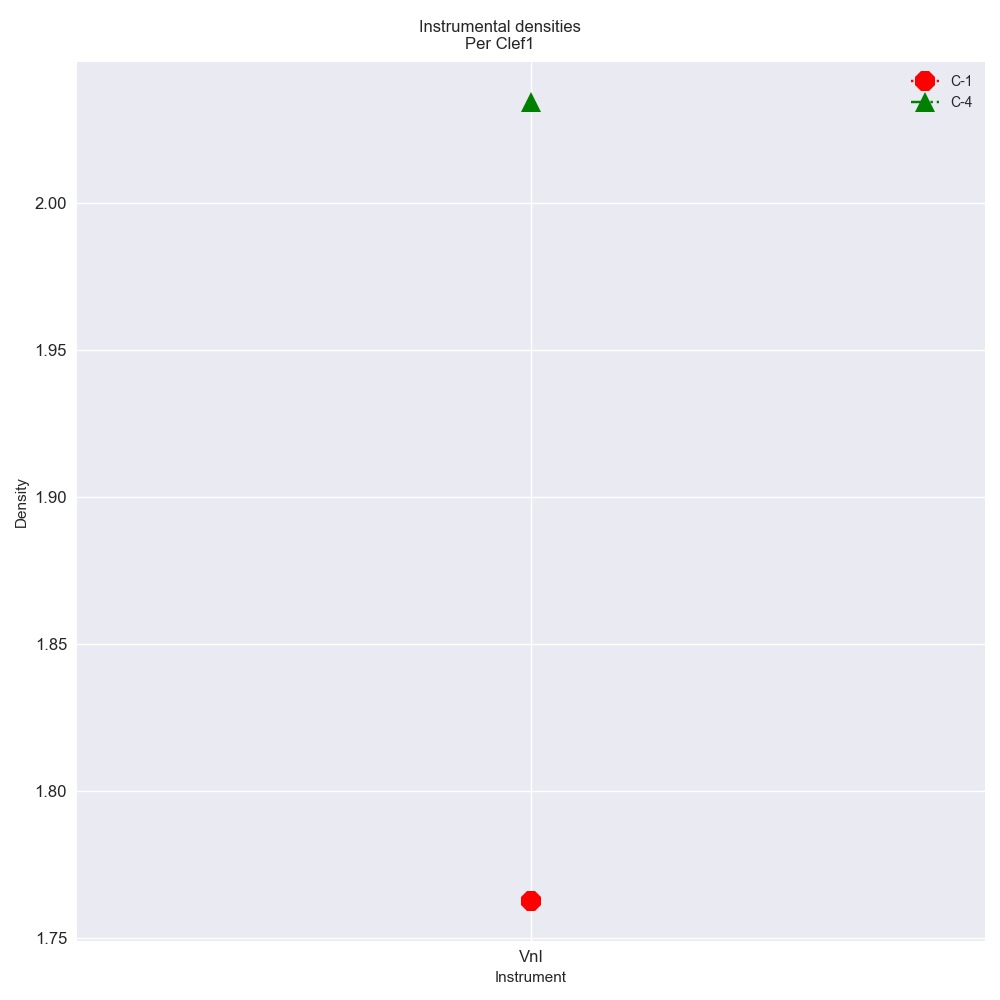 Instrumental densities
Per Clef1
C-1
C-4
2.00
1.95
1.90
1.85
1.80
1.75
Density
VnI
Instrument